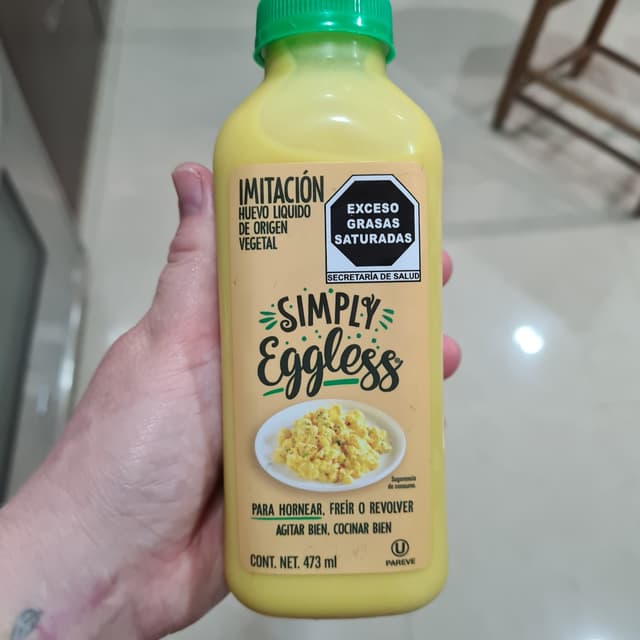 IMITACIÓN
HUEVO LIQUIDO
DE ORIGEN
VEGETAL
EXCESO
GRASAS
SATURADAS
SECRETARÍA DE SALUD
SIMPLY
Eggless®
Sugerencia
de consumo.
PARA HORNEAR, FREÍR O REVOLVER
AGITAR BIEN, COCINAR BIEN
CONT. NET. 473 ml
U
PAREVE